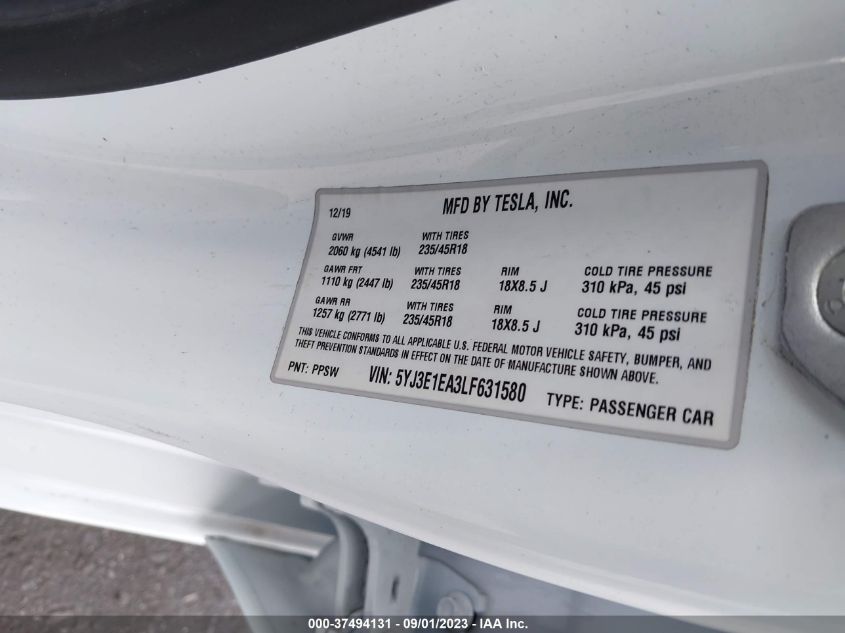 12/19 MFD BY TESLA, INC.
GVWR WITH TIRES
2060 kg (4541 lb) 235/45R18
GAWR FRT WITH TIRES RIM COLD TIRE PRESSURE
1110 kg (2447 lb) 235/45R18 18X8.5 J 310 kPa, 45 psi
GAWR RR WITH TIRES RIM COLD TIRE PRESSURE
1257 kg (2771 lb) 235/45R18 18X8.5 J 310 kPa, 45 psi
THIS VEHICLE CONFORMS TO ALL APPLICABLE U.S. FEDERAL MOTOR VEHICLE SAFETY, BUMPER, AND
THEFT PREVENTION STANDARDS IN EFFECT ON THE DATE OF MANUFACTURE SHOWN ABOVE.
PNT: PPSW VIN: 5YJ3E1EA3LF631580 TYPE: PASSENGER CAR
000-37494131 - 09/01/2023 - IAA Inc.